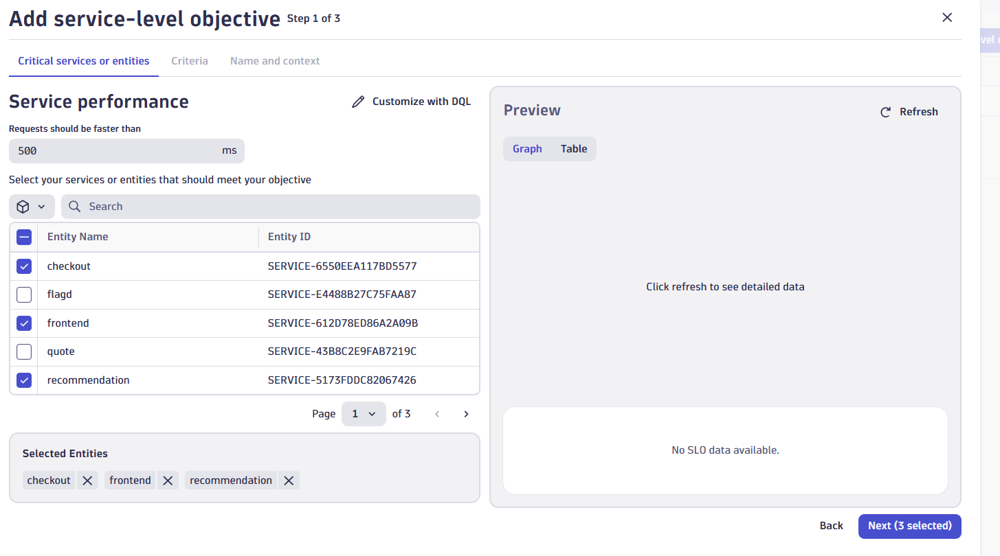 Add service-level objective Step 1 of 3
Critical services or entities Criteria Name and context
Service performance
Customize with DQL
Requests should be faster than
500 ms
Select your services or entities that should meet your objective
Search
Entity Name Entity ID
checkout SERVICE-6550EEA117BD5577
flagd SERVICE-E4488B27C75FAA87
frontend SERVICE-612D78ED86A2A09B
quote SERVICE-43B8C2E9FAB7219C
recommendation SERVICE-5173FDDC82067426
Page 1 of 3
Selected Entities
checkout frontend recommendation
Preview
Refresh
Graph Table
Click refresh to see detailed data
No SLO data available.
Back Next (3 selected)